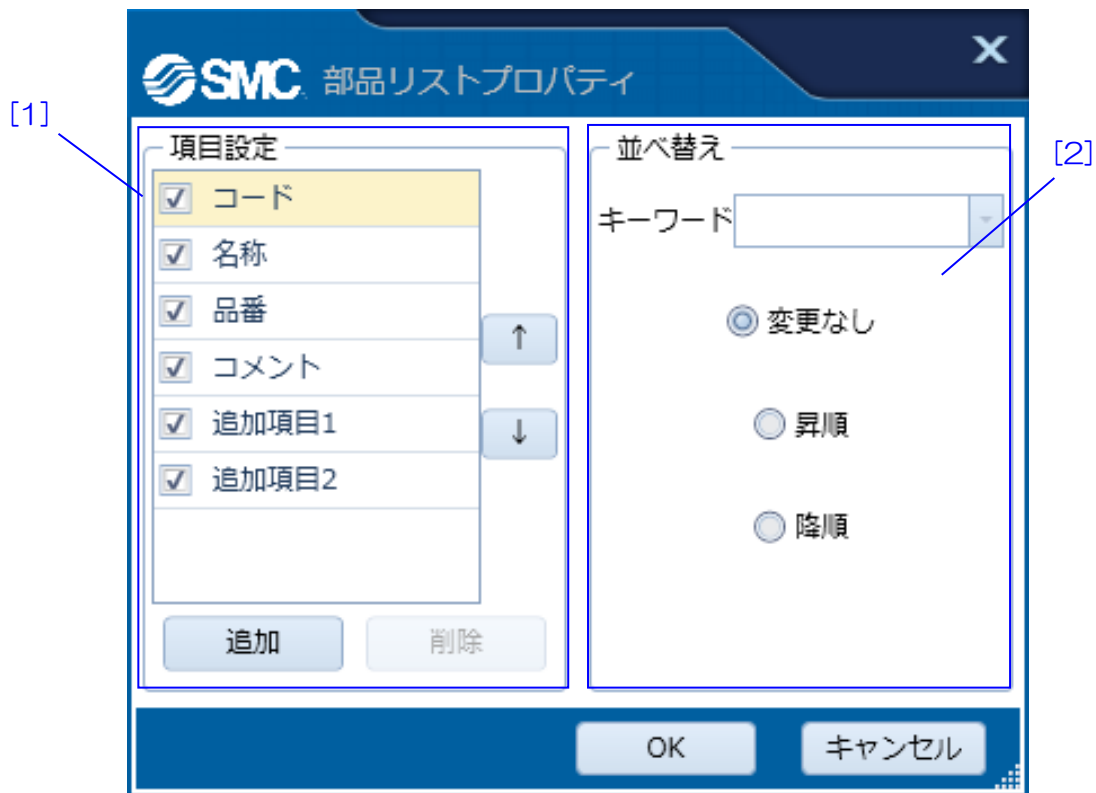 SMC 部品リストプロパティ
X
[1]
[2]
項目設定
コード
名称
品番
コメント
追加項目1
追加項目2
↑
↓
追加
削除
並べ替え
キーワード
変更なし
昇順
降順
OK
キャンセル